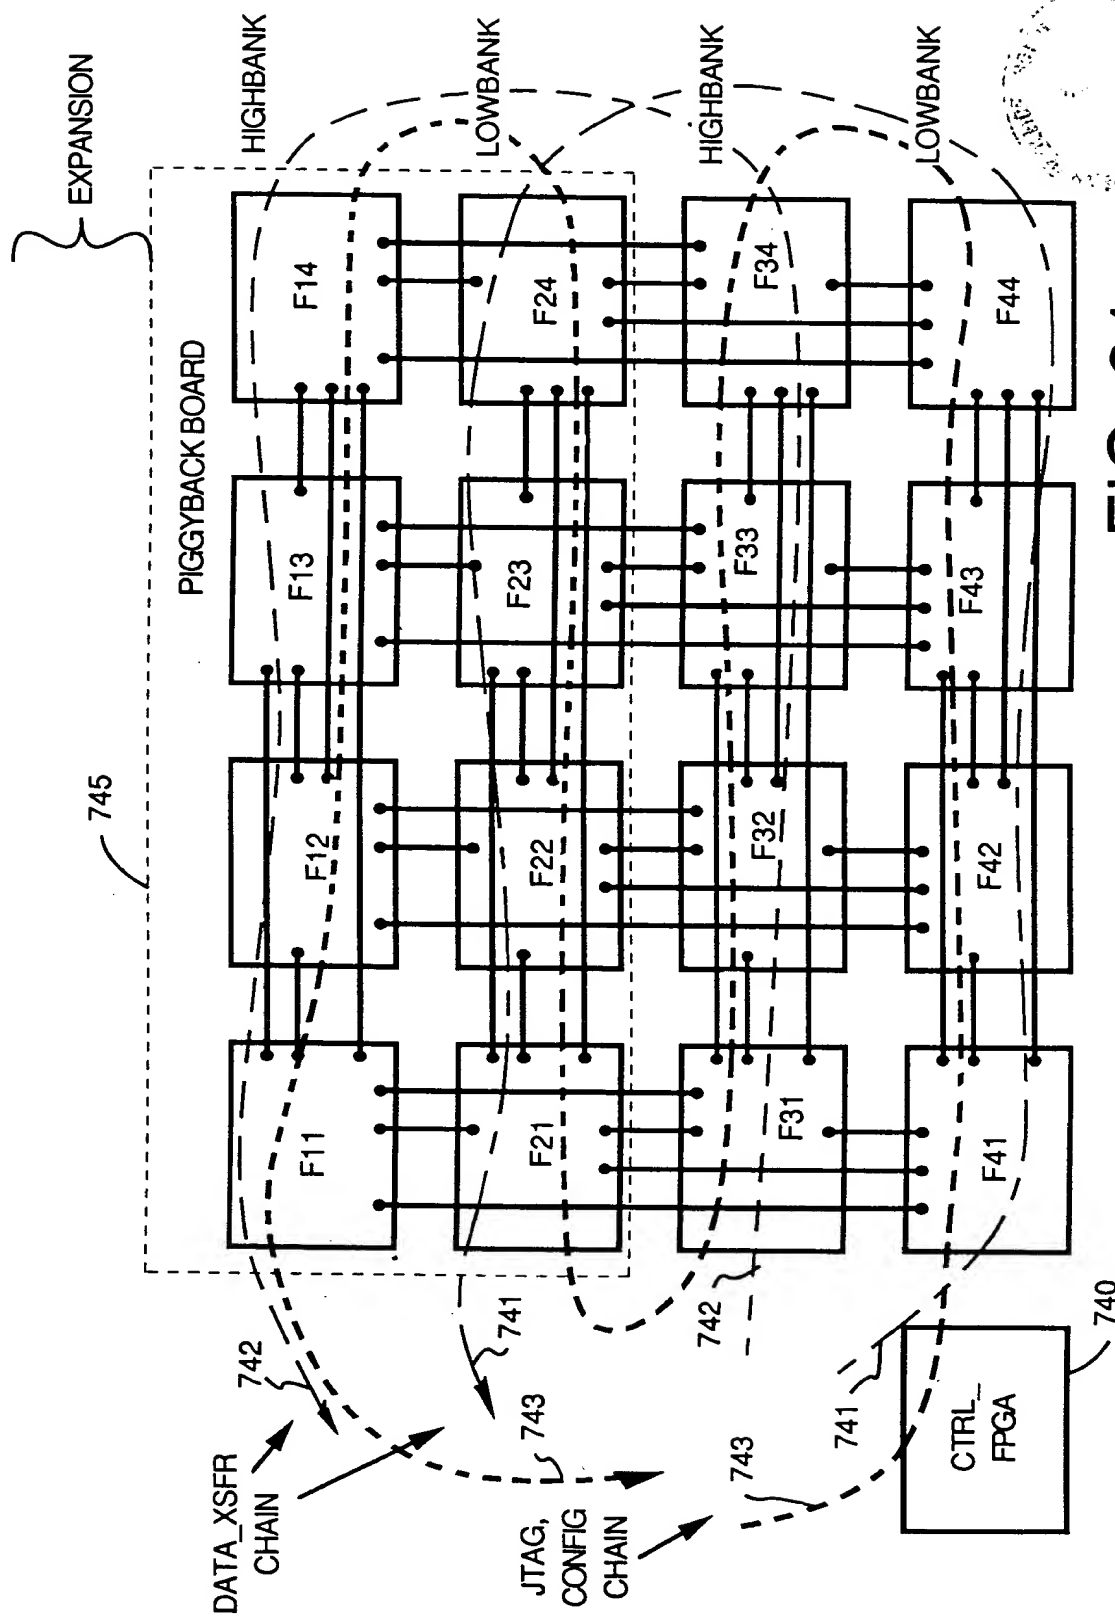 EXPANSION
HIGHBANK
LOWBANK
HIGHBANK
LOWBANK
745
PIGGYBACK BOARD
F11
F12
F13
F14
F21
F22
F23
F24
F31
F32
F33
F34
F41
F42
F43
F44
742
741
DATA_XSFR
CHAIN
743
JTAG,
CONFIG
CHAIN
742
741
743
CTRL_
FPGA
740